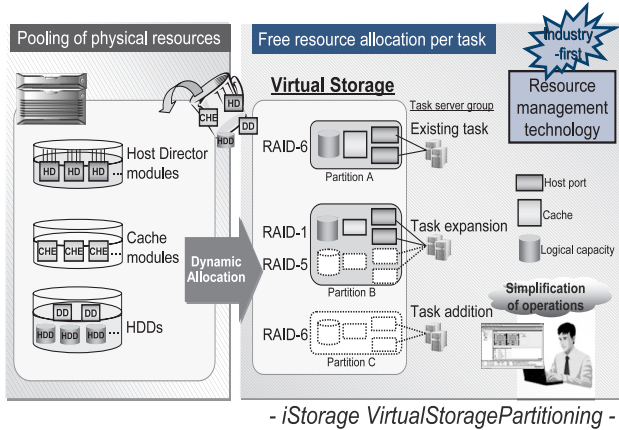 Pooling of physical resources
Free resource allocation per task
Industry
-first
Resource
management
technology
HD
CHE
DD
HDD
Virtual Storage
Task server group
Existing task
RAID-6
Partition A
Host Director
modules
HD HD HD ...
Host port
Cache
Logical capacity
RAID-1
RAID-5
Task expansion
Partition B
Cache
modules
CHE CHE CHE ...
Dynamic
Allocation
Simplification
of operations
DD DD
HDD HDD HDD ...
HDDs
RAID-6
Task addition
Partition C
- iStorage VirtualStoragePartitioning -